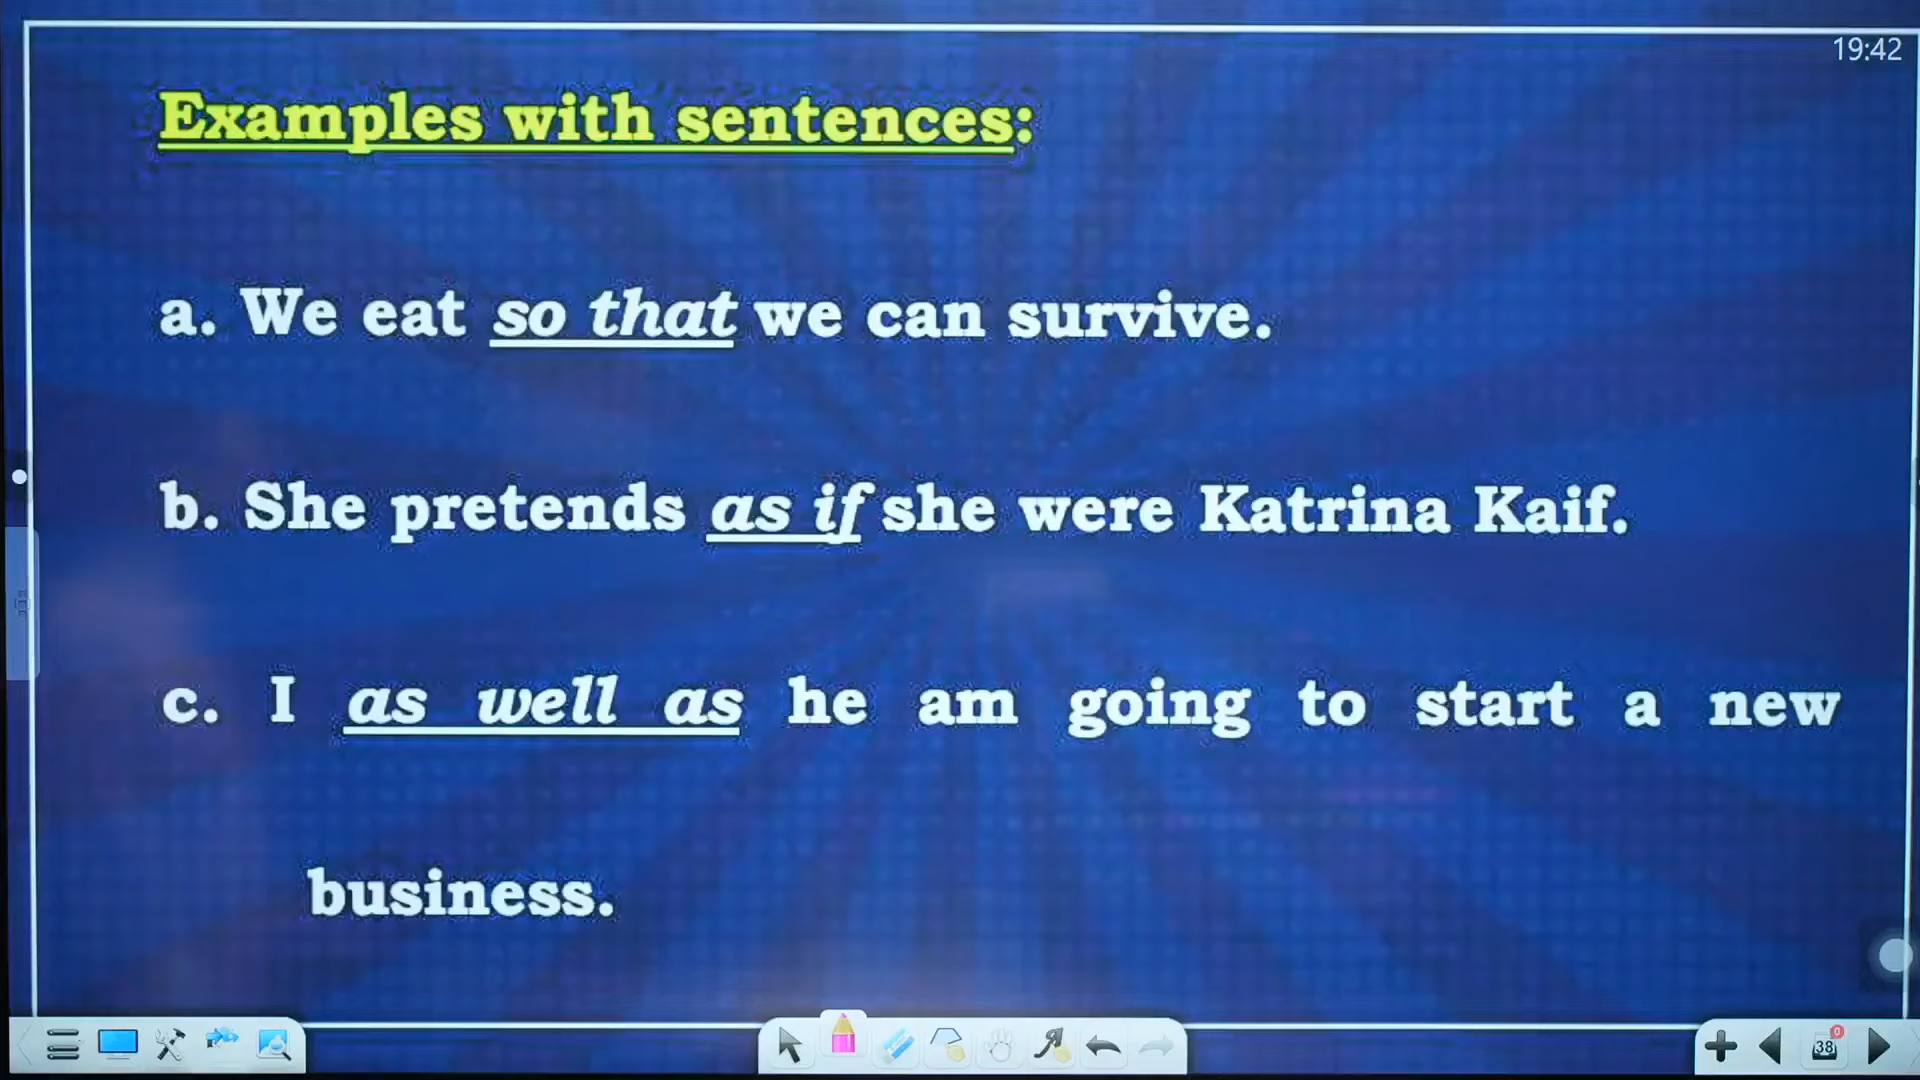 19:42
Examples with sentences:
a. We eat so that we can survive.
b. She pretends as if she were Katrina Kaif.
c. I as well as he am going to start a new
business.
0
38